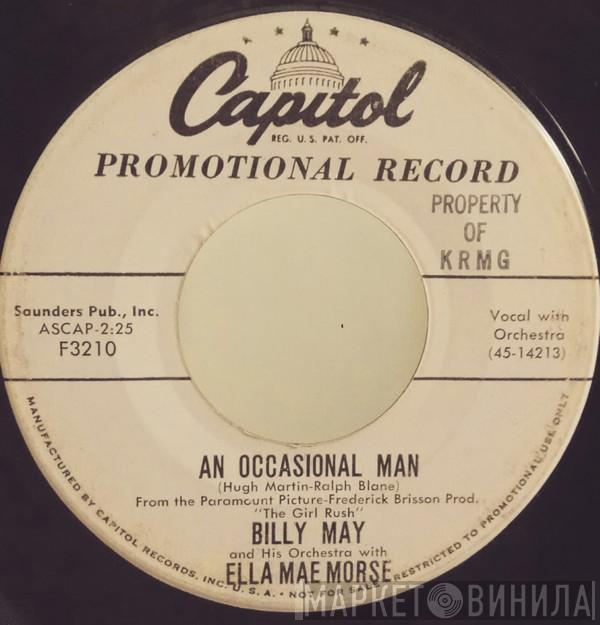 Capitol
REG. U.S. PAT. OFF.
PROMOTIONAL RECORD
PROPERTY
OF
KRMG
Saunders Pub., Inc.
ASCAP-2:25
F3210
Vocal with
Orchestra
(45-14213)
AN OCCASIONAL MAN
(Hugh Martin-Ralph Blane)
From the Paramount Picture-Frederick Brisson Prod.
"The Girl Rush"
BILLY MAY
and His Orchestra with
ELLA MAE MORSE
MANUFACTURED BY CAPITOL RECORDS, INC. U.S.A. • NOT FOR SALE • RESTRICTED TO PROMOTIONAL USE ONLY
МАРКЕТ ВИНИЛА